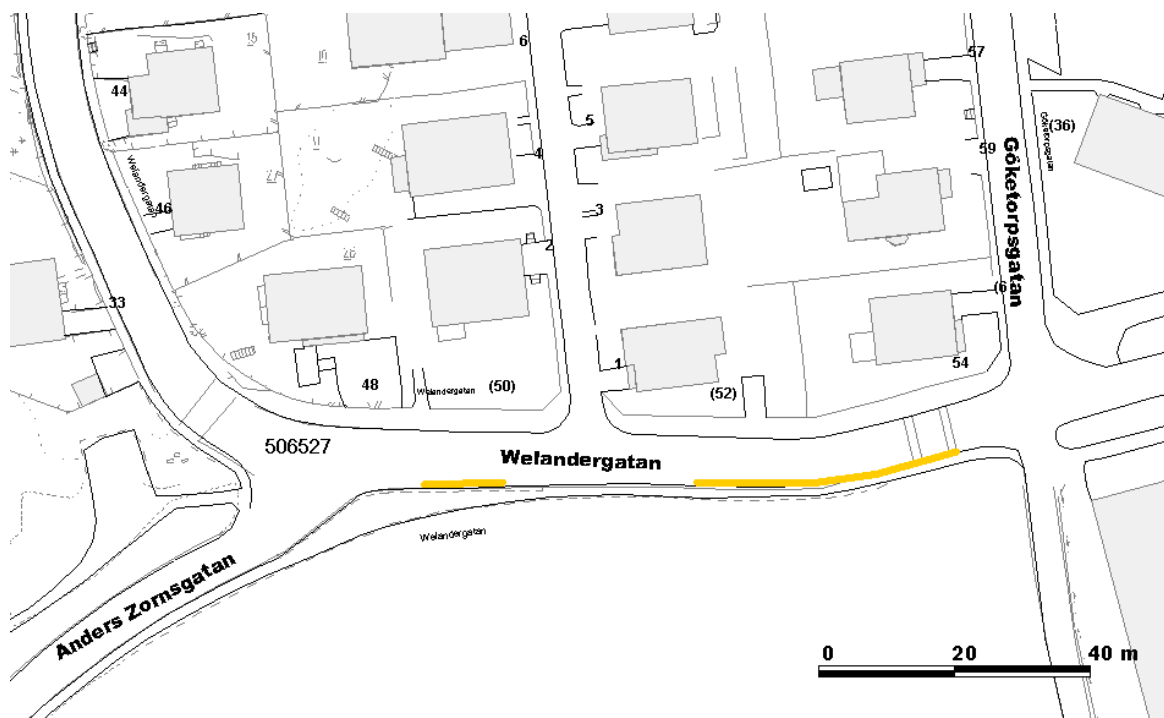 6
57
44
5
(36)
Göketorpsgatan
4
59
Welandergatan
46
3
Göketorpsgatan
2
33
(6
1
54
48
Welandergatan
(50)
(52)
506527
Welandergatan
Welandergatan
Anders Zornsgatan
0 20 40 m